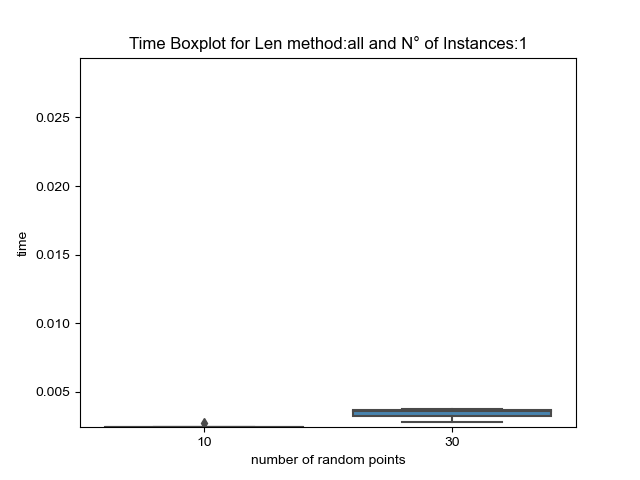 Time Boxplot for Len method:all and N° of Instances:1
0.025
0.020
0.015
0.010
0.005
time
10 30
number of random points